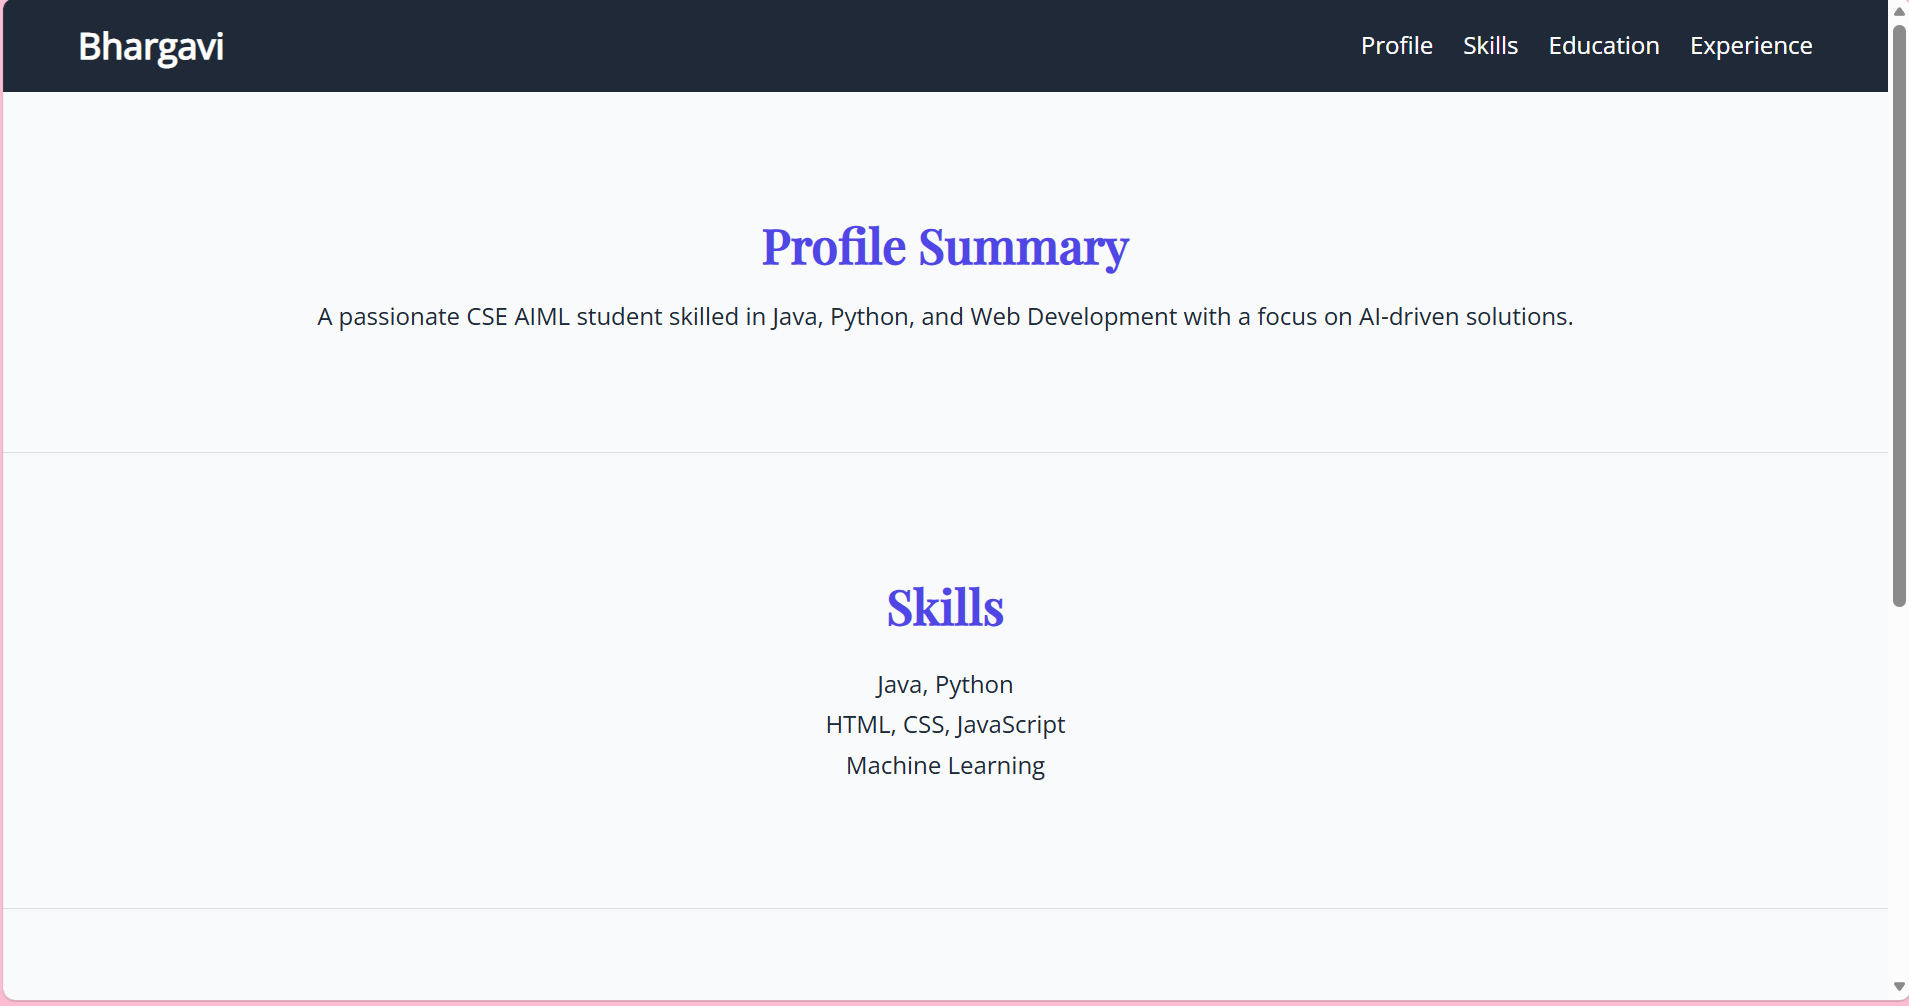 Bhargavi
Profile Skills Education Experience
Profile Summary
A passionate CSE AIML student skilled in Java, Python, and Web Development with a focus on AI-driven solutions.
Skills
Java, Python
HTML, CSS, JavaScript
Machine Learning